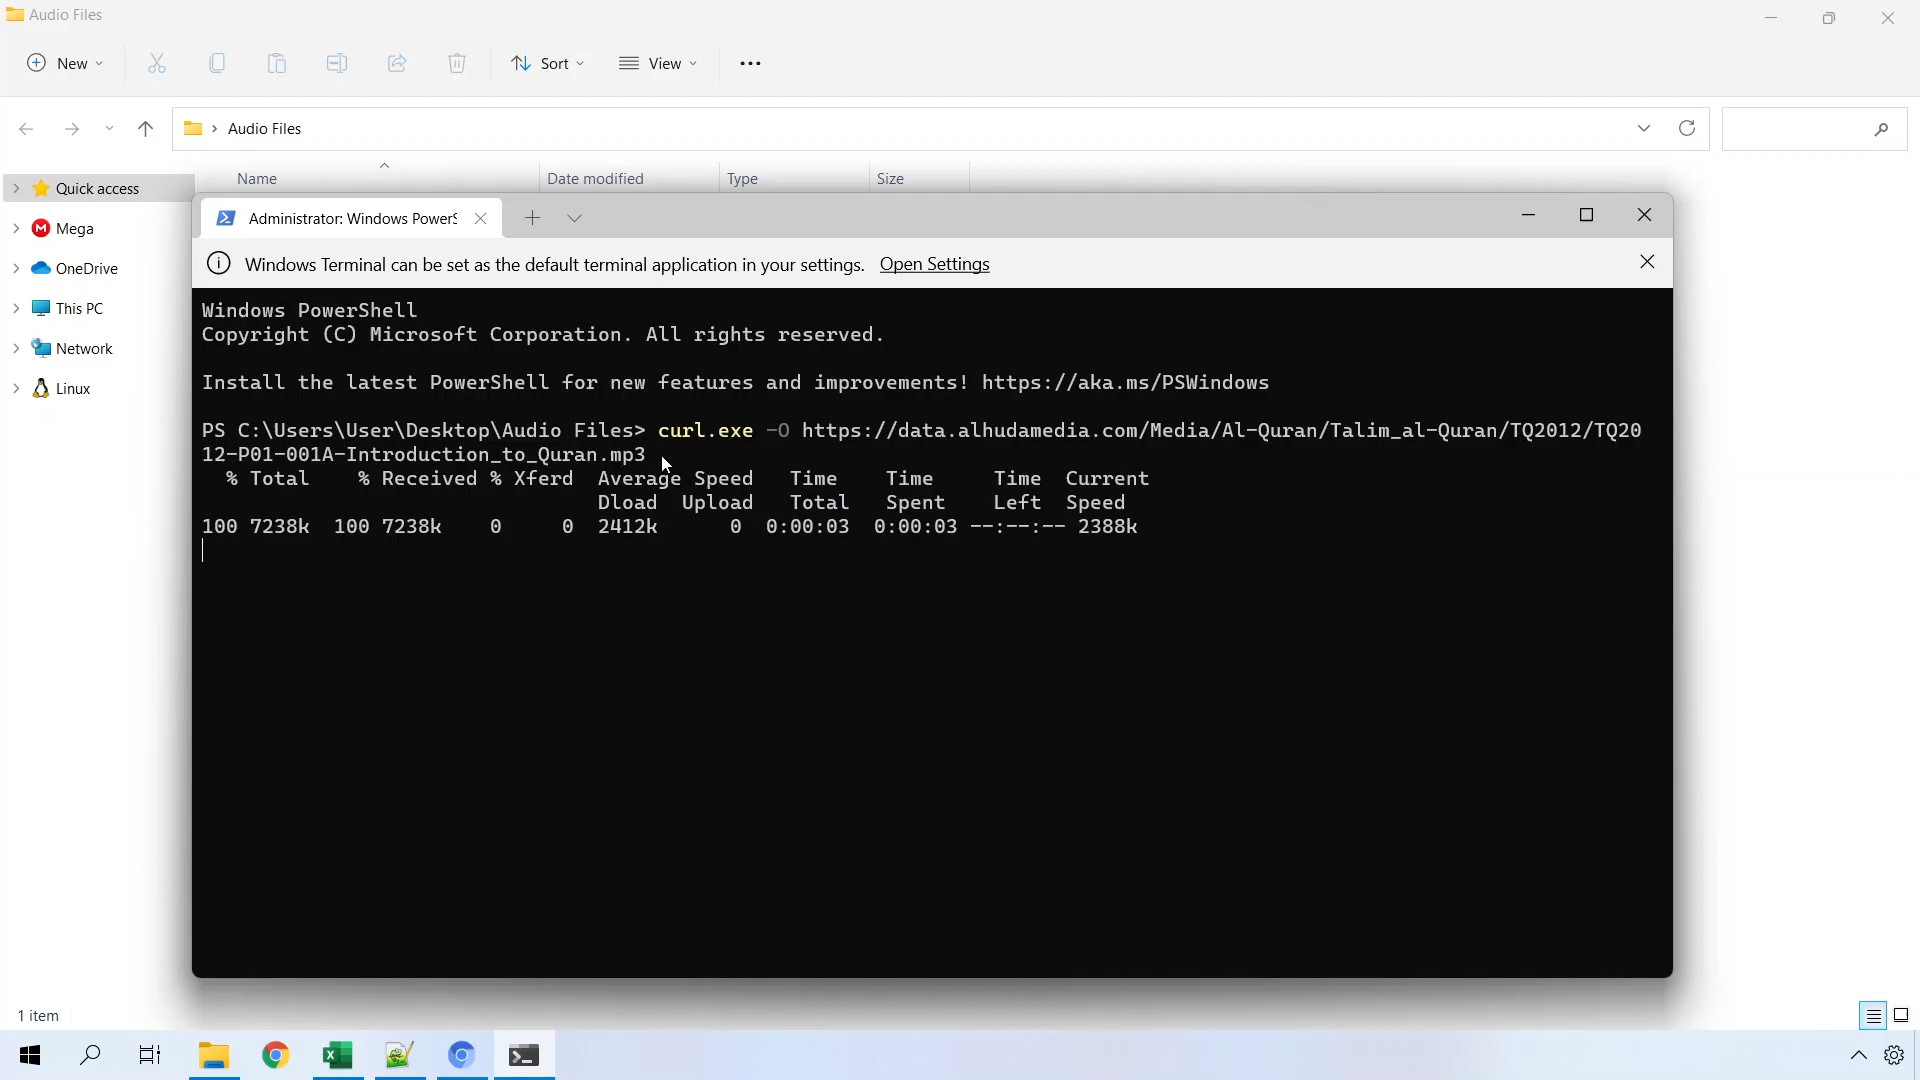 Audio Files
New
Sort
View
Audio Files
Name Date modified Type Size
Quick access
Mega
OneDrive
This PC
Network
Linux
Administrator: Windows PowerS
Windows Terminal can be set as the default terminal application in your settings. Open Settings
Windows PowerShell
Copyright (C) Microsoft Corporation. All rights reserved.
Install the latest PowerShell for new features and improvements! https://aka.ms/PSWindows
PS C:\Users\User\Desktop\Audio Files> curl.exe -O https://data.alhudamedia.com/Media/Al-Quran/Talim_al-Quran/TQ2012/TQ20
12-P01-001A-Introduction_to_Quran.mp3
% Total % Received % Xferd Average Speed Time Time Time Current
Dload Upload Total Spent Left Speed
100 7238k 100 7238k 0 0 2412k 0 0:00:03 0:00:03 --:--:-- 2388k
1 item